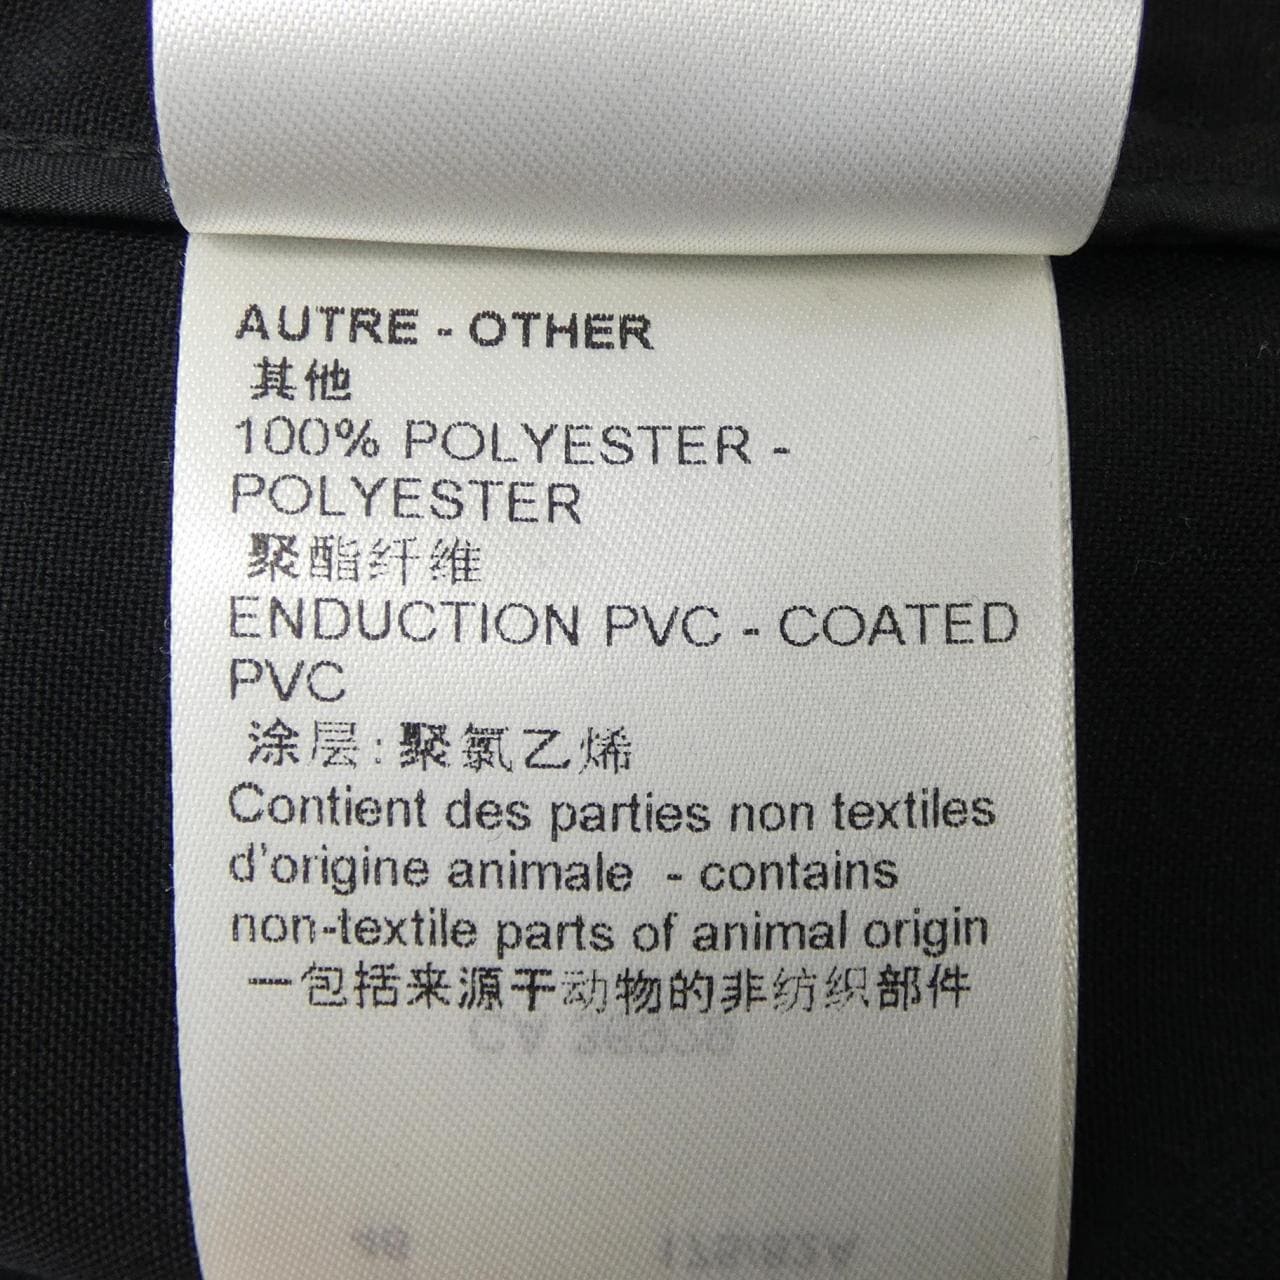 AUTRE - OTHER
其他
100% POLYESTER -
POLYESTER
聚酯纤维
ENDUCTION PVC - COATED
PVC
涂层:聚氯乙烯
Contient des parties non textiles
d'origine animale - contains
non-textile parts of animal origin
一包括来源于动物的非纺织部件